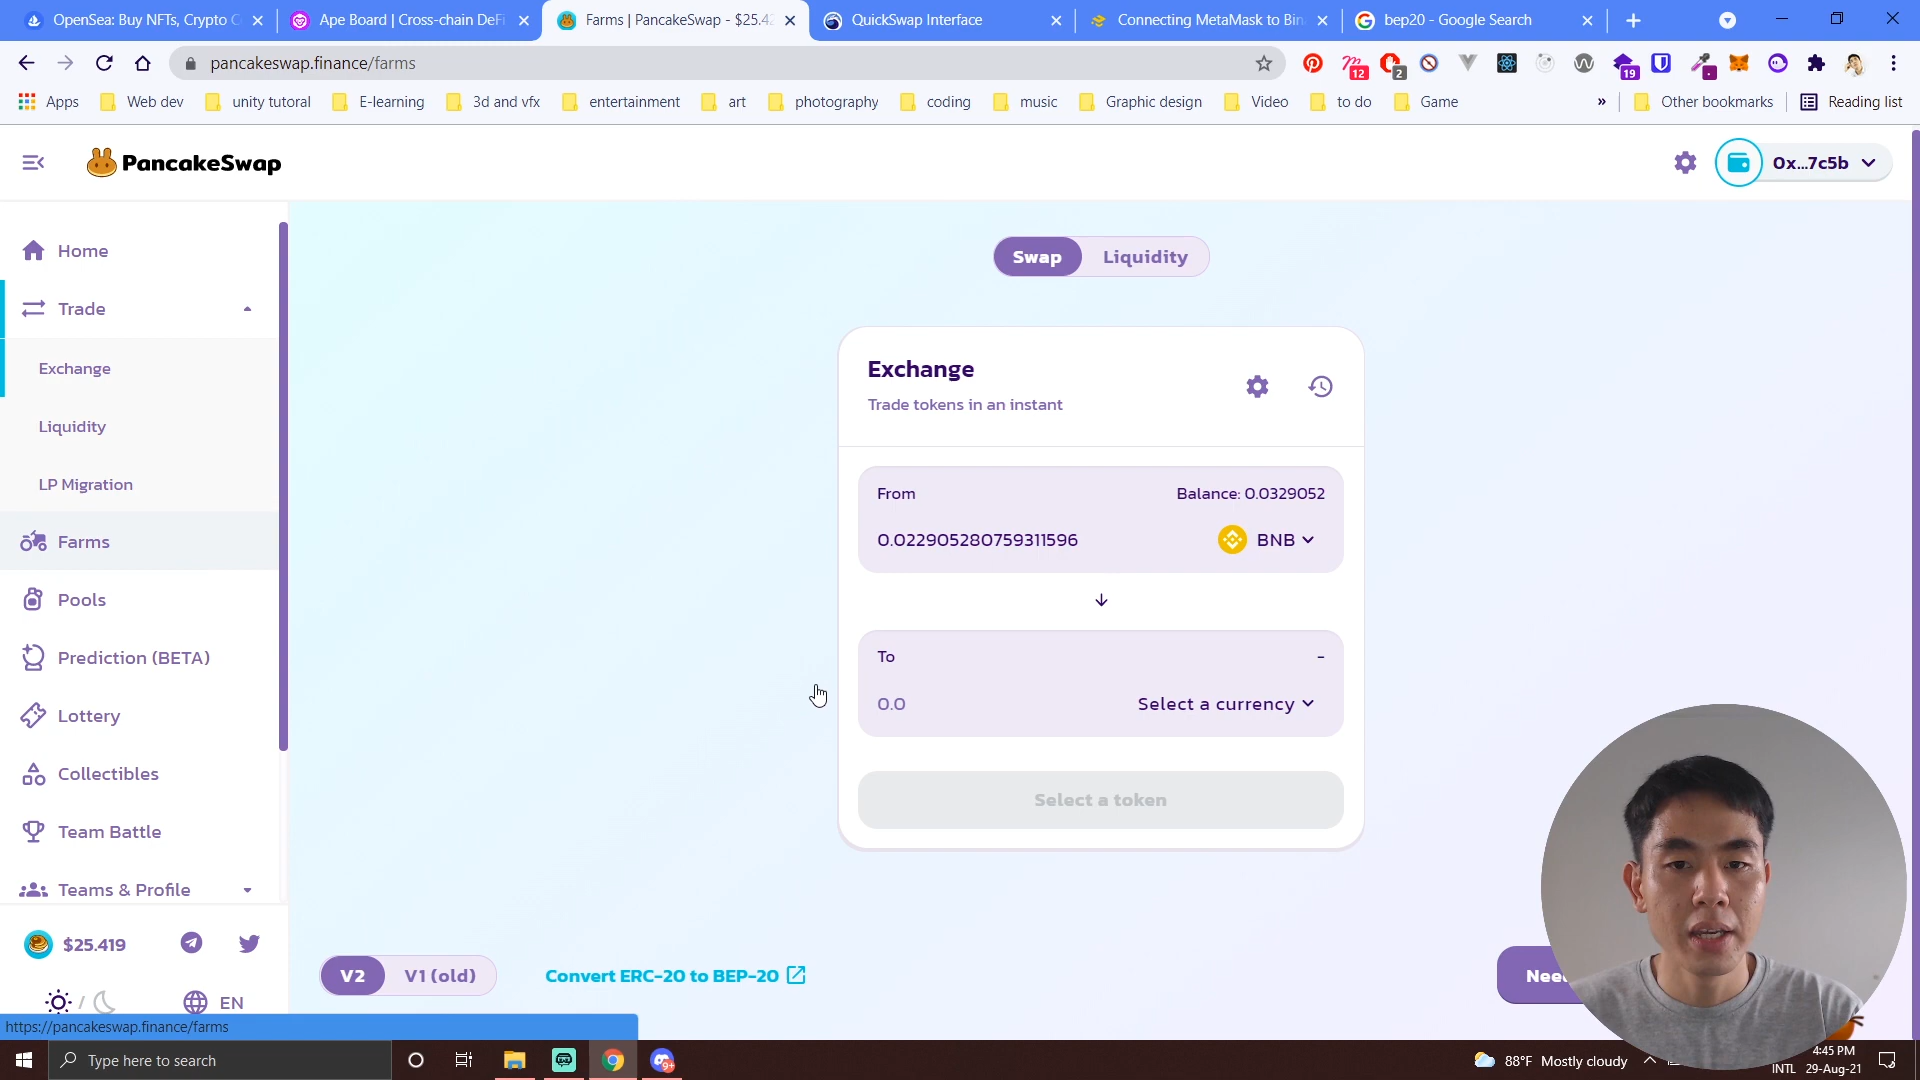 OpenSea: Buy NFTs, Crypto C
Ape Board | Cross-chain DeFi
Farms | PancakeSwap - $25.42
QuickSwap Interface
Connecting MetaMask to Bin
bep20 - Google Search
pancakeswap.finance/farms
12
2
19
Apps
Web dev
unity tutoral
E-learning
3d and vfx
entertainment
art
photography
coding
music
Graphic design
Video
to do
Game
»
Other bookmarks
Reading list
PancakeSwap
0x...7c5b
Home
Trade
Exchange
Liquidity
LP Migration
Farms
Pools
Prediction (BETA)
Lottery
Collectibles
Team Battle
Teams & Profile
$25.419
/
EN
Swap
Liquidity
Exchange
Trade tokens in an instant
From
Balance: 0.0329052
0.022905280759311596
BNB
To
-
0.0
Select a currency
Select a token
V2
V1 (old)
Convert ERC-20 to BEP-20
https://pancakeswap.finance/farms
Type here to search
9+
88°F Mostly cloudy
INTL
4:45 PM
29-Aug-21